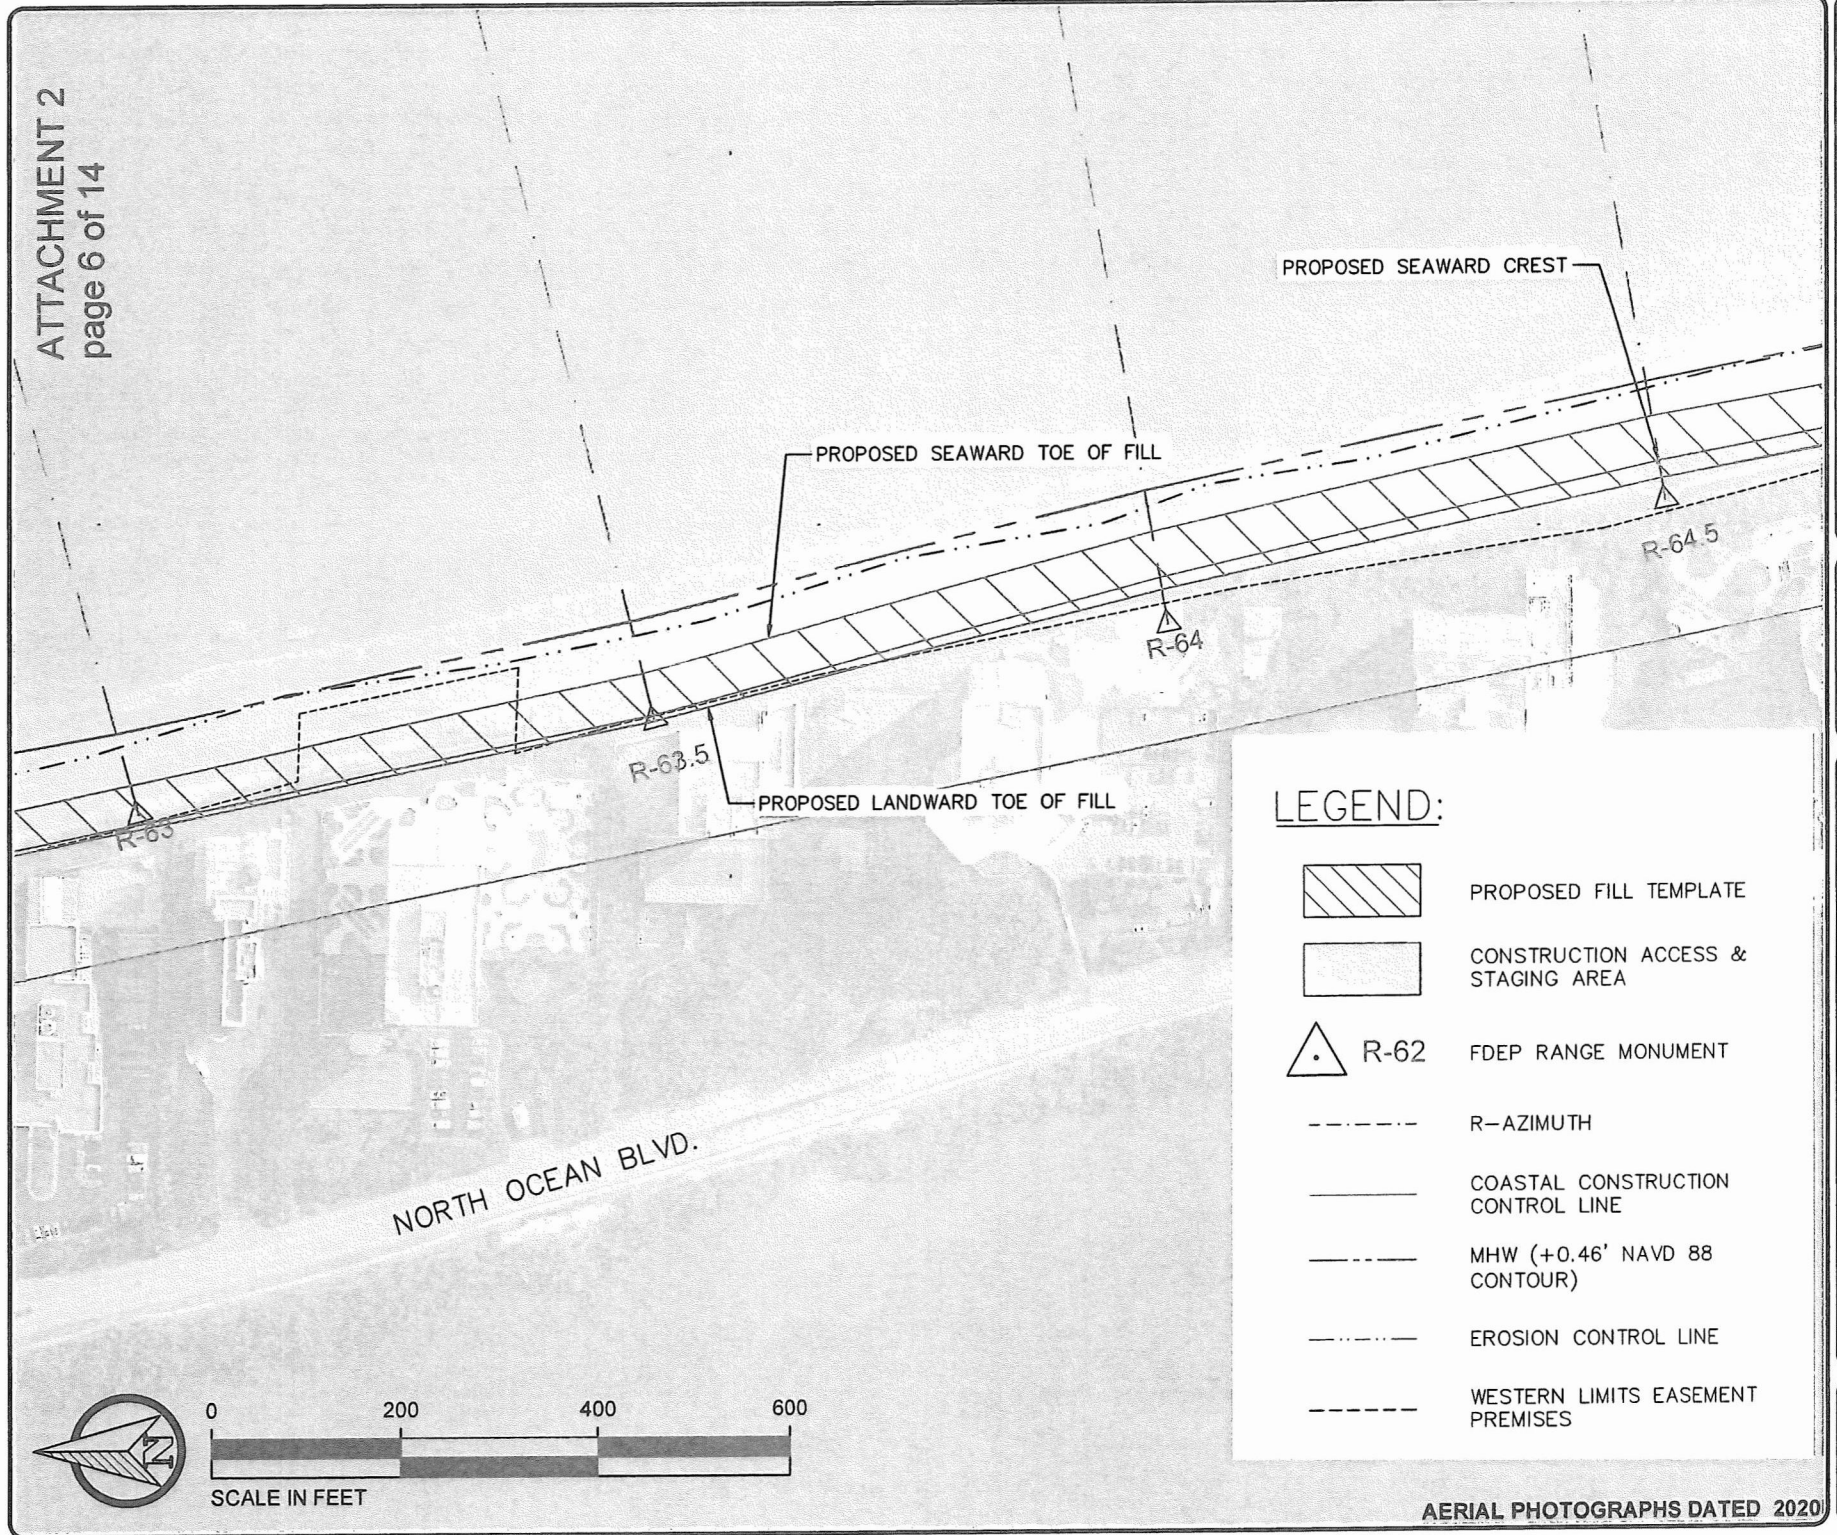 ATTACHMENT 2
page 6 of 14
PROPOSED SEAWARD CREST
PROPOSED SEAWARD TOE OF FILL
R-64.5
R-64
R-63.5
PROPOSED LANDWARD TOE OF FILL
R-63
NORTH OCEAN BLVD.
LEGEND:
PROPOSED FILL TEMPLATE
CONSTRUCTION ACCESS &
STAGING AREA
R-62 FDEP RANGE MONUMENT
R-AZIMUTH
COASTAL CONSTRUCTION
CONTROL LINE
MHW (+0.46' NAVD 88
CONTOUR)
EROSION CONTROL LINE
WESTERN LIMITS EASEMENT
PREMISES
N
0 200 400 600
SCALE IN FEET
AERIAL PHOTOGRAPHS DATED 2020